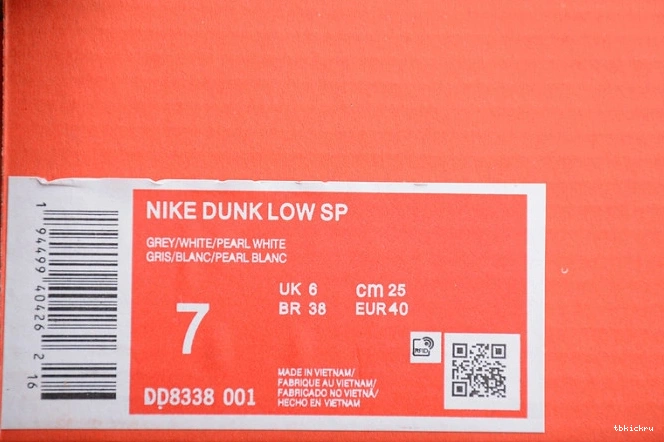 NIKE DUNK LOW SP
GREY/WHITE/PEARL WHITE
GRIS/BLANC/PEARL BLANC
7
UK 6 cm 25
BR 38 EUR 40
RFID
MADE IN VIETNAM/
FABRIQUE AU VIETNAM/
FABRICADO NO VIETNÃ/
HECHO EN VIETNAM
DD8338 001
1 94499 40426 2 16
tbkickru